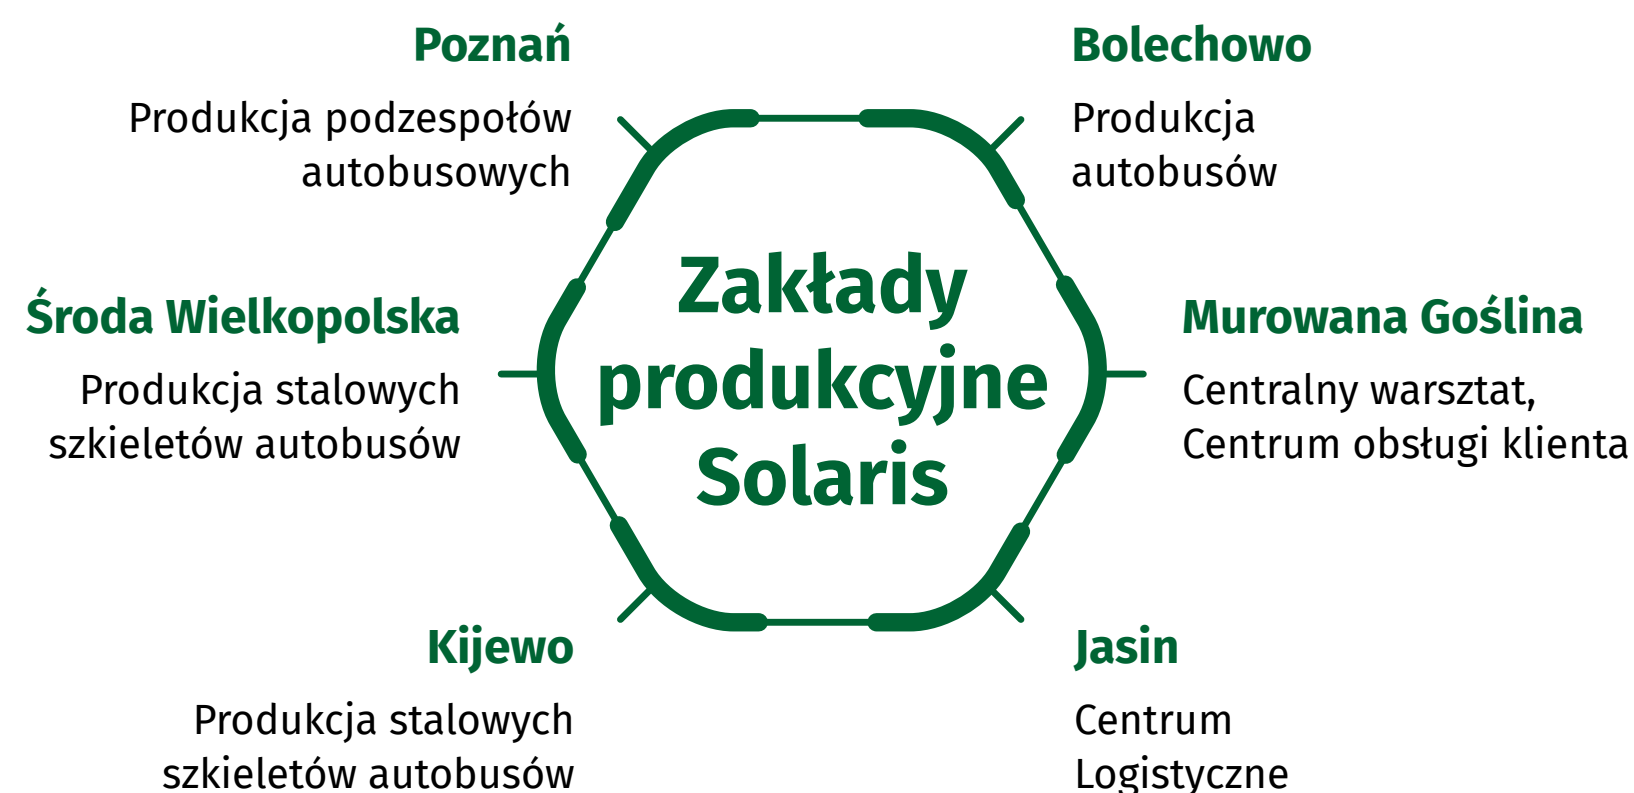 Poznań
Produkcja podzespołów
autobusowych
Bolechowo
Produkcja
autobusów
Zakłady
produkcyjne
Solaris
Środa Wielkopolska
Produkcja stalowych
szkieletów autobusów
Murowana Goślina
Centralny warsztat,
Centrum obsługi klienta
Kijewo
Produkcja stalowych
szkieletów autobusów
Jasin
Centrum
Logistyczne